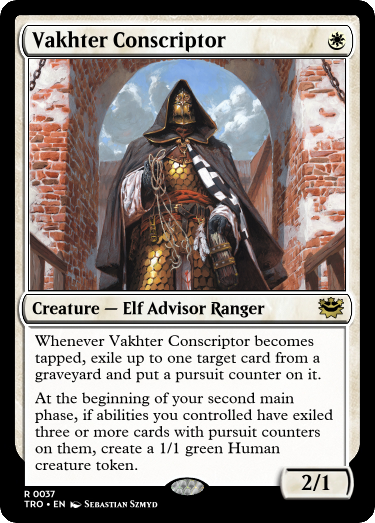 Vakhter Conscriptor
Creature — Elf Advisor Ranger
Whenever Vakhter Conscriptor becomes
tapped, exile up to one target card from a
graveyard and put a pursuit counter on it.
At the beginning of your second main
phase, if abilities you controlled have exiled
three or more cards with pursuit counters
on them, create a 1/1 green Human
creature token.
2/1
R 0037
TRO • EN Sebastian Szmyd